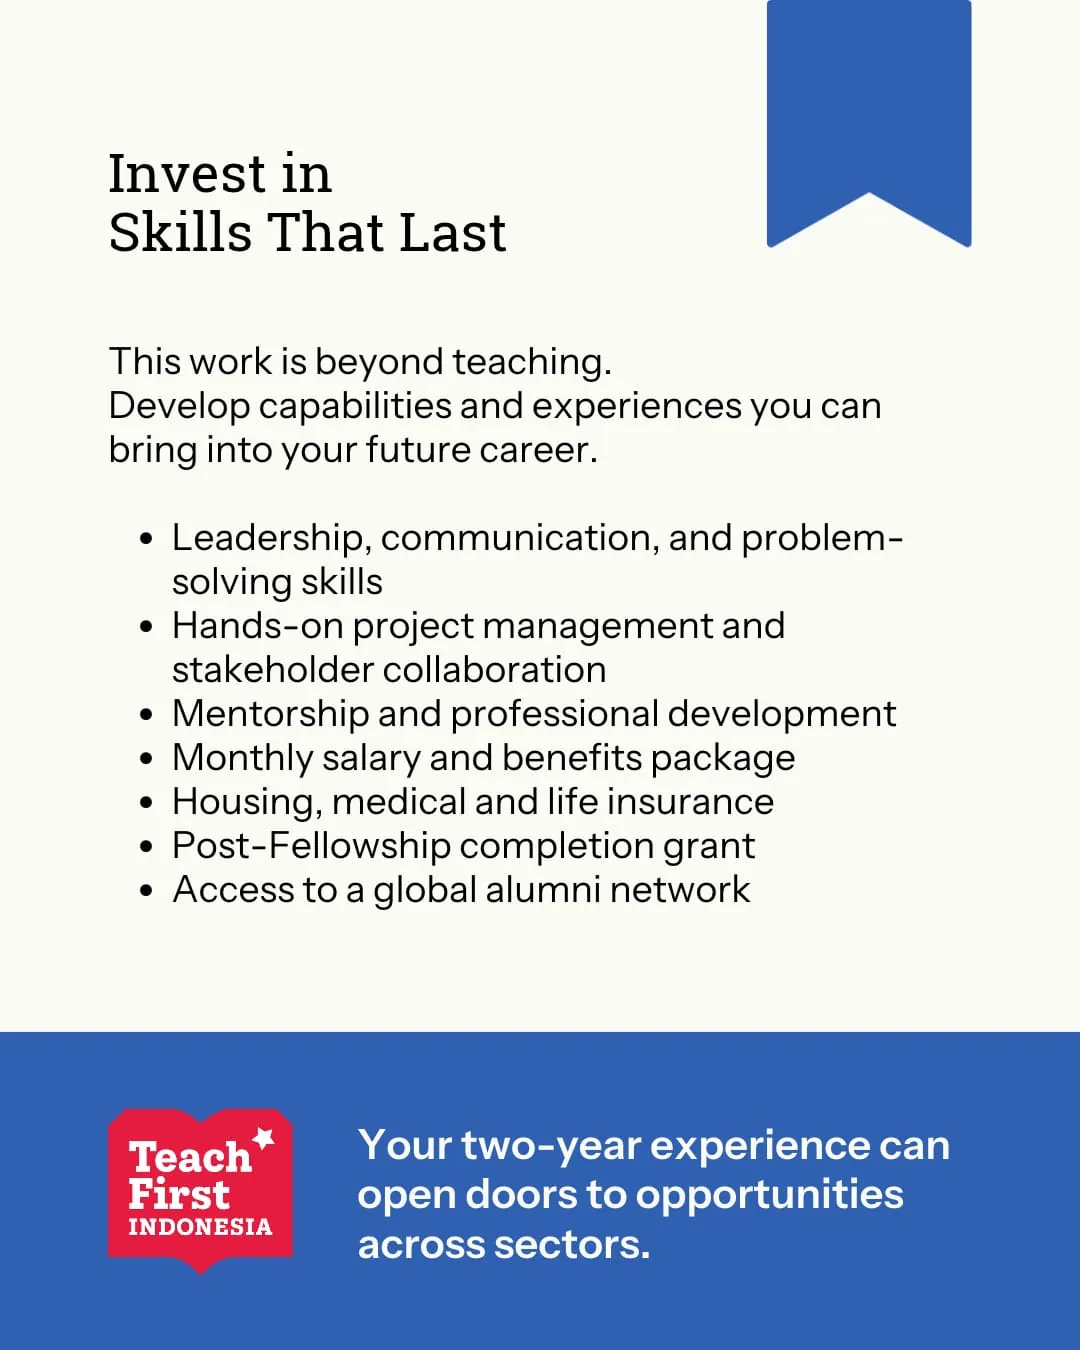 Invest in
Skills That Last
This work is beyond teaching.
Develop capabilities and experiences you can
bring into your future career.
• Leadership, communication, and problem-
solving skills
• Hands-on project management and
stakeholder collaboration
• Mentorship and professional development
• Monthly salary and benefits package
• Housing, medical and life insurance
• Post-Fellowship completion grant
• Access to a global alumni network
Teach
First
INDONESIA
Your two-year experience can
open doors to opportunities
across sectors.